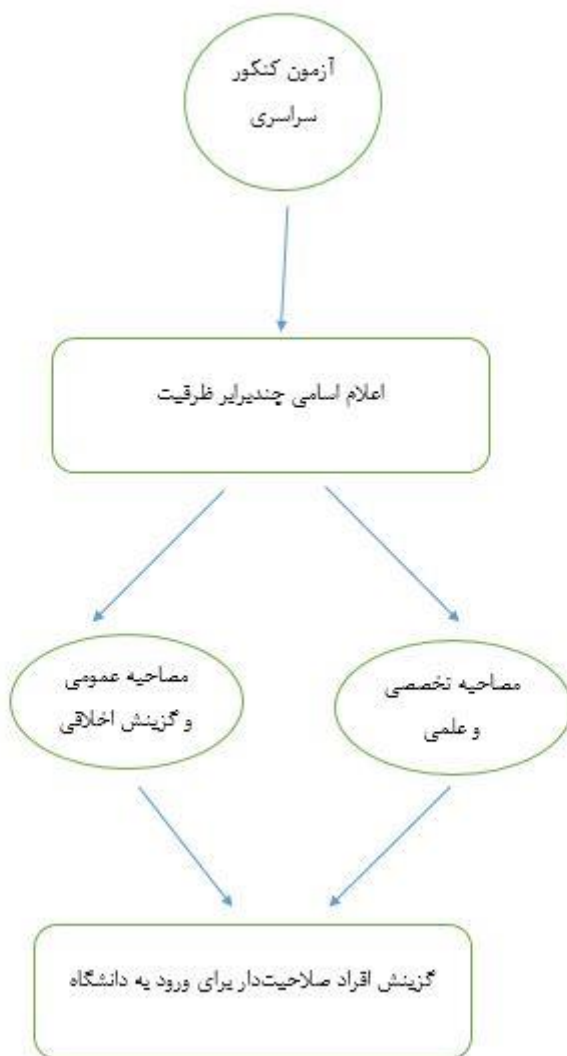 آزمون کنکور
سراسری
اعلام اسامی چندبرابر ظرفیت
مصاحبه تخصصی
و علمی
مصاحبه عمومی
و گزینش اخلاقی
گزینش افراد صلاحیت‌دار برای ورود به دانشگاه